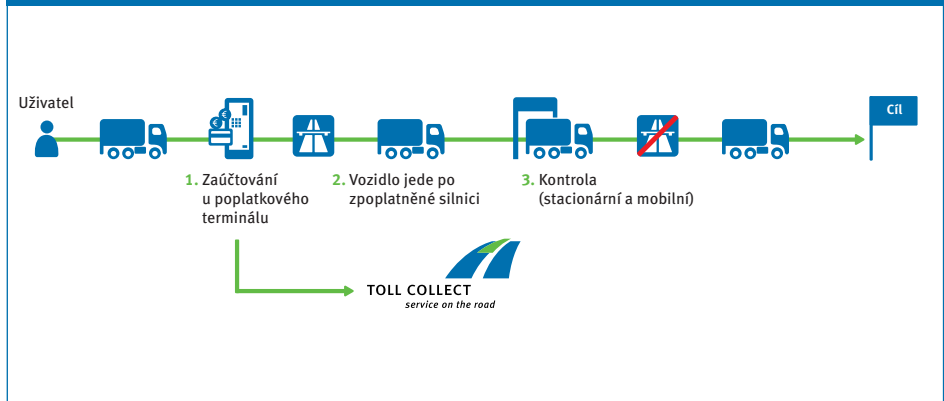 Uživatel
Cíl
1. Zaúčtování
u poplatkového
terminálu
2. Vozidlo jede po
zpoplatněné silnici
3. Kontrola
(stacionární a mobilní)
TOLL COLLECT
service on the road